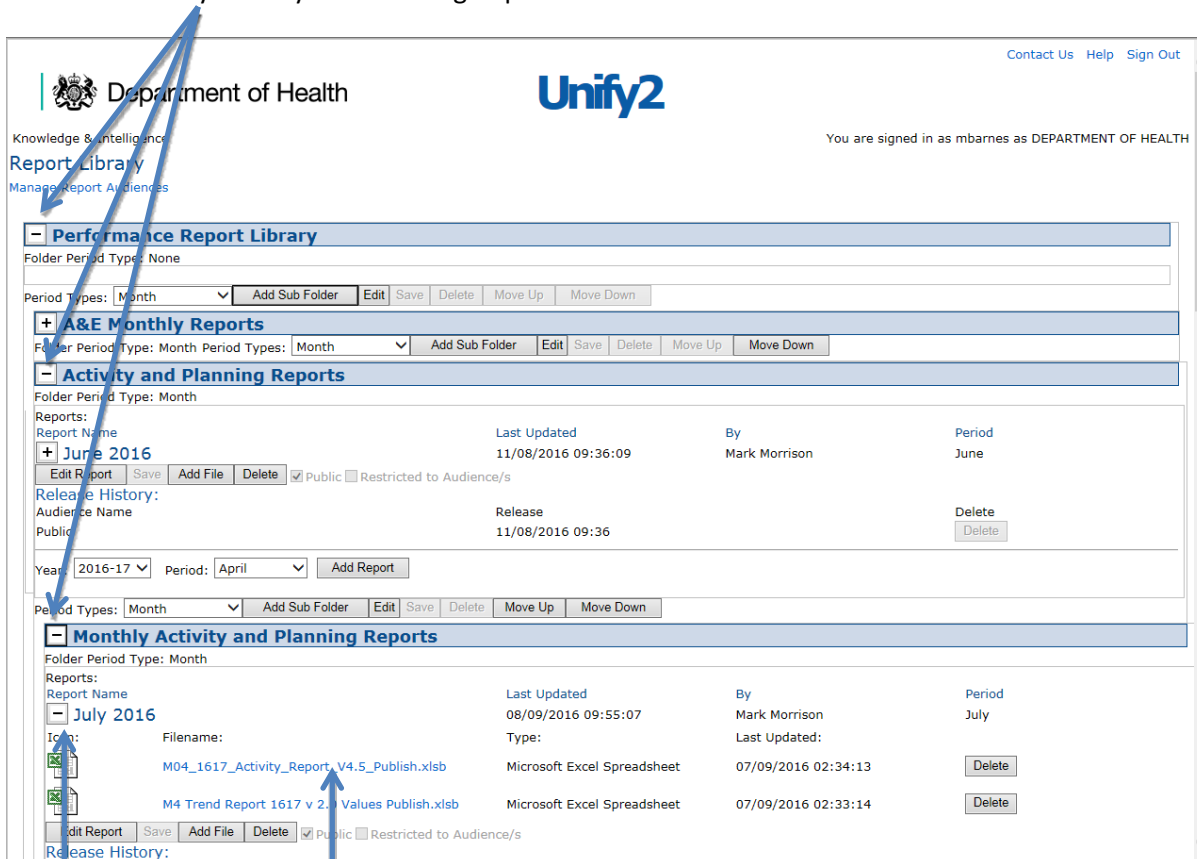 Contact Us Help Sign Out
Department of Health
Unify2
Knowledge & Intelligence
You are signed in as mbarnes as DEPARTMENT OF HEALTH
Report Library
Manage Report Audiences
− Performance Report Library
Folder Period Type: None
Period Types: Month Add Sub Folder Edit Save Delete Move Up Move Down
+ A&E Monthly Reports
Folder Period Type: Month Period Types: Month Add Sub Folder Edit Save Delete Move Up Move Down
− Activity and Planning Reports
Folder Period Type: Month
Reports:
Report Name Last Updated By Period
+ June 2016 11/08/2016 09:36:09 Mark Morrison June
Edit Report Save Add File Delete Public Restricted to Audience/s
Release History:
Audience Name Release Delete
Public 11/08/2016 09:36 Delete
Year: 2016-17 Period: April Add Report
Period Types: Month Add Sub Folder Edit Save Delete Move Up Move Down
− Monthly Activity and Planning Reports
Folder Period Type: Month
Reports:
Report Name Last Updated By Period
− July 2016 08/09/2016 09:55:07 Mark Morrison July
Icon: Filename: Type: Last Updated:
M04_1617_Activity_Report_V4.5_Publish.xlsb Microsoft Excel Spreadsheet 07/09/2016 02:34:13 Delete
M4 Trend Report 1617 v 2.0 Values Publish.xlsb Microsoft Excel Spreadsheet 07/09/2016 02:33:14 Delete
Edit Report Save Add File Delete Public Restricted to Audience/s
Release History: